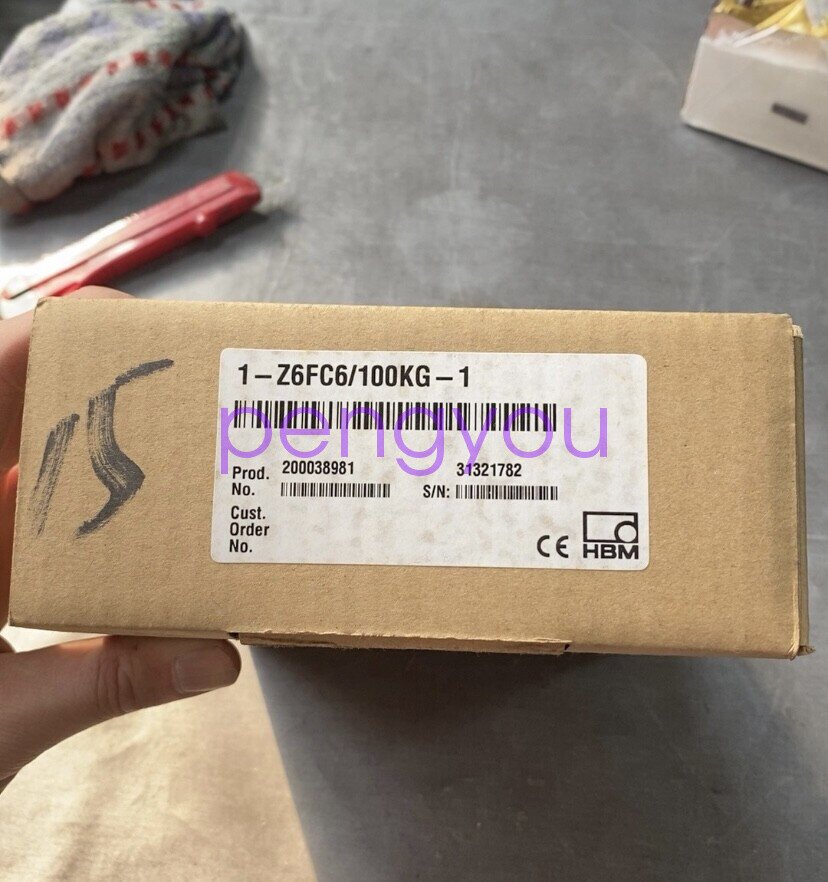 1-Z6FC6/100KG-1
pengyou
Prod. No. 200038981
S/N: 31321782
Cust. Order No.
CE HBM
15